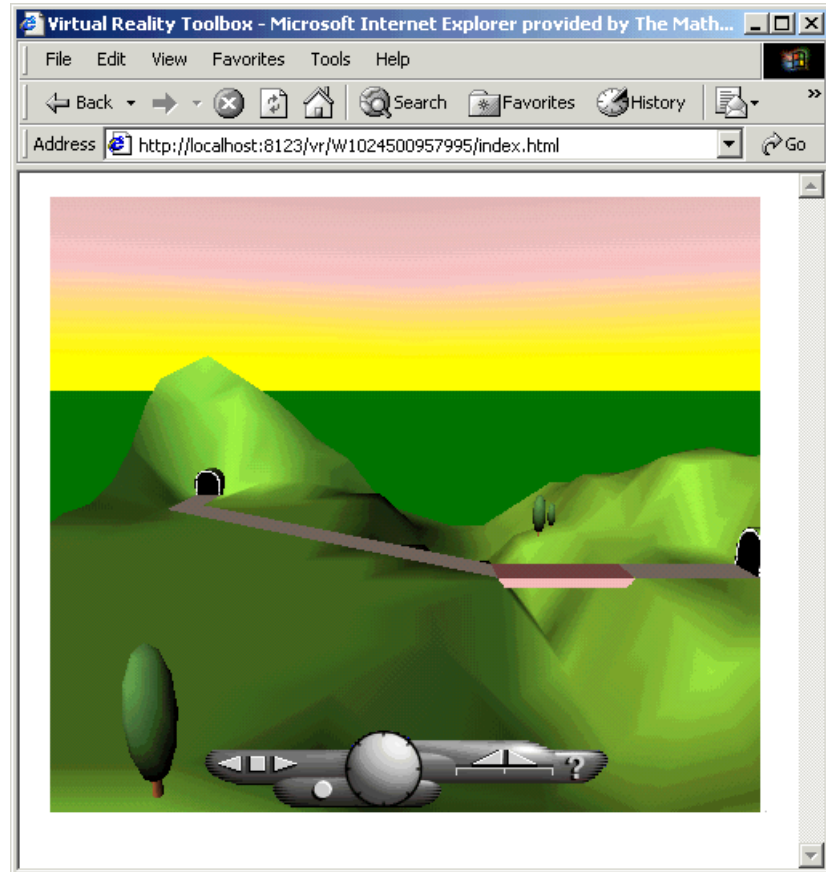 Virtual Reality Toolbox - Microsoft Internet Explorer provided by The Math...
File Edit View Favorites Tools Help
Back Search Favorites History »
Address http://localhost:8123/vr/W1024500957995/index.html Go
?